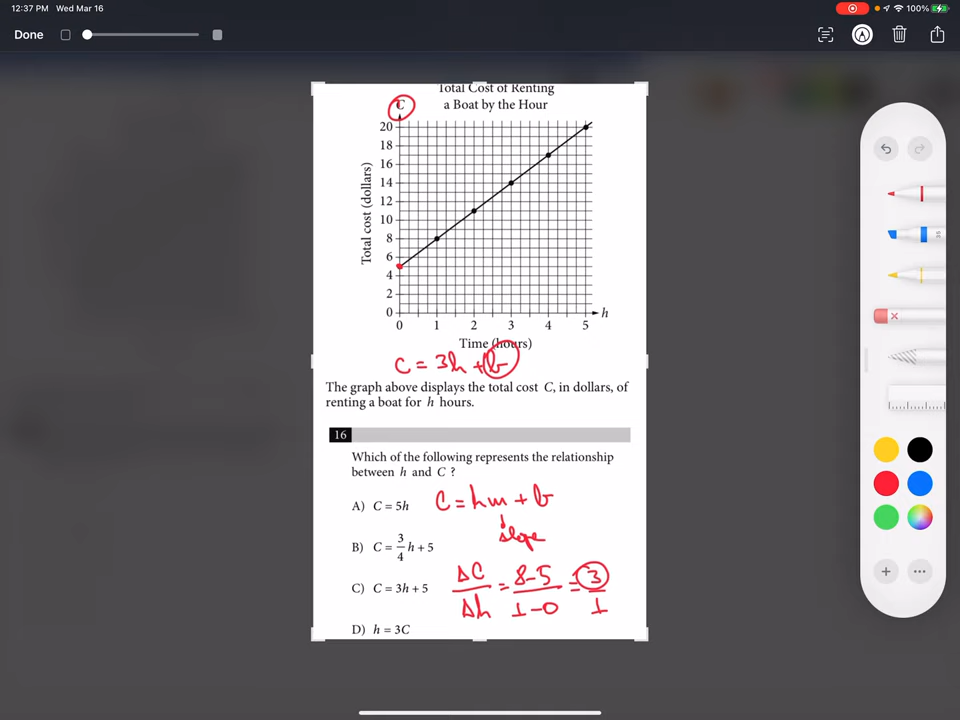 12:37 PM Wed Mar 16
100%
Done
Total Cost of Renting
a Boat by the Hour
C
20
18
16
14
12
10
8
6
4
2
0
Total cost (dollars)
0 1 2 3 4 5
h
Time (hours)
C = 3h + b
The graph above displays the total cost C, in dollars, of
renting a boat for h hours.
16
Which of the following represents the relationship
between h and C ?
A) C = 5h
C = hm + b
slope
B) C = 3/4 h + 5
C) C = 3h + 5
ΔC/Δh = 8-5/1-0 = 3/1
D) h = 3C